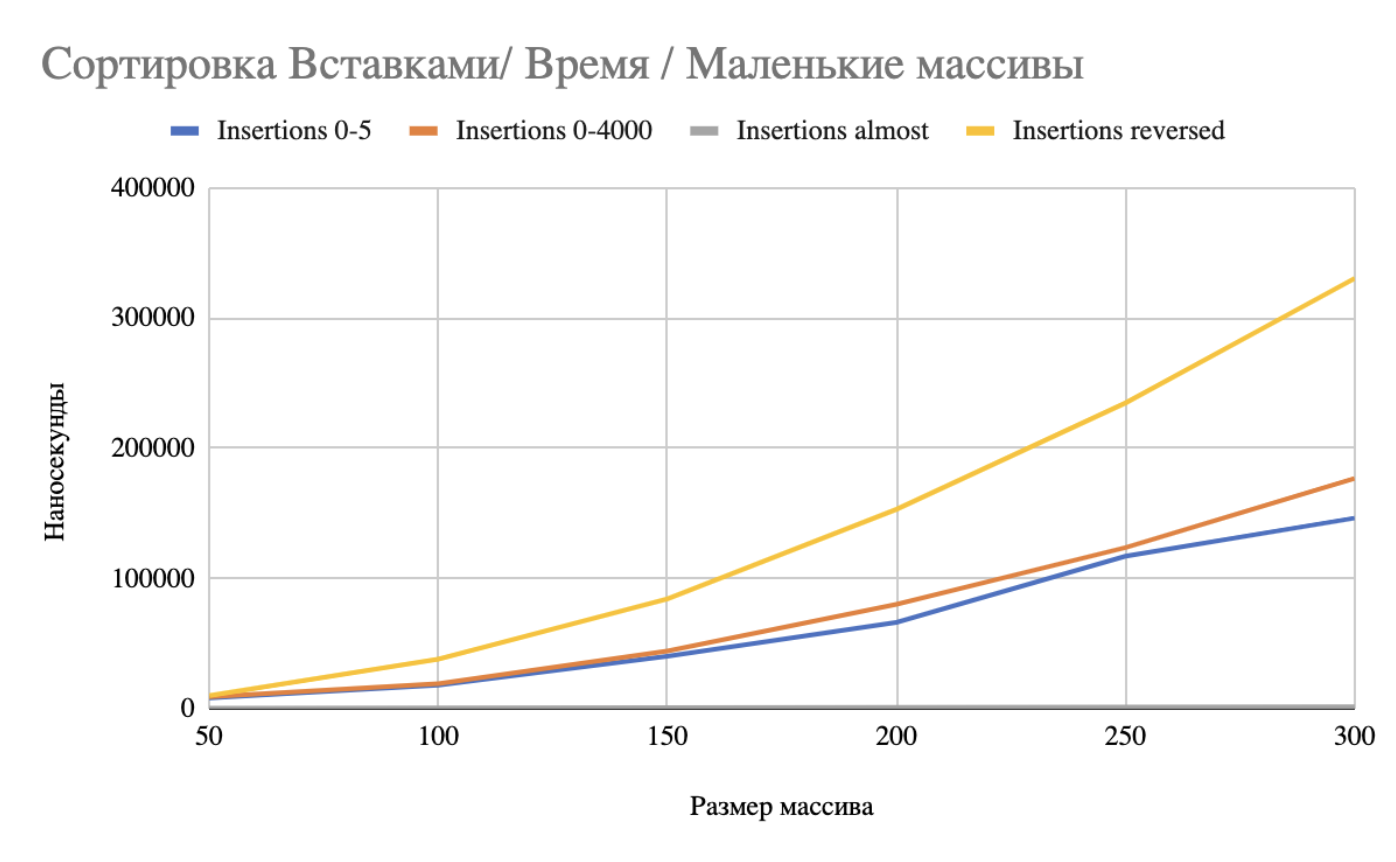 Сортировка Вставками/ Время / Маленькие массивы
Insertions 0-5 Insertions 0-4000 Insertions almost Insertions reversed
400000
300000
200000
100000
0
Наносекунды
50 100 150 200 250 300
Размер массива